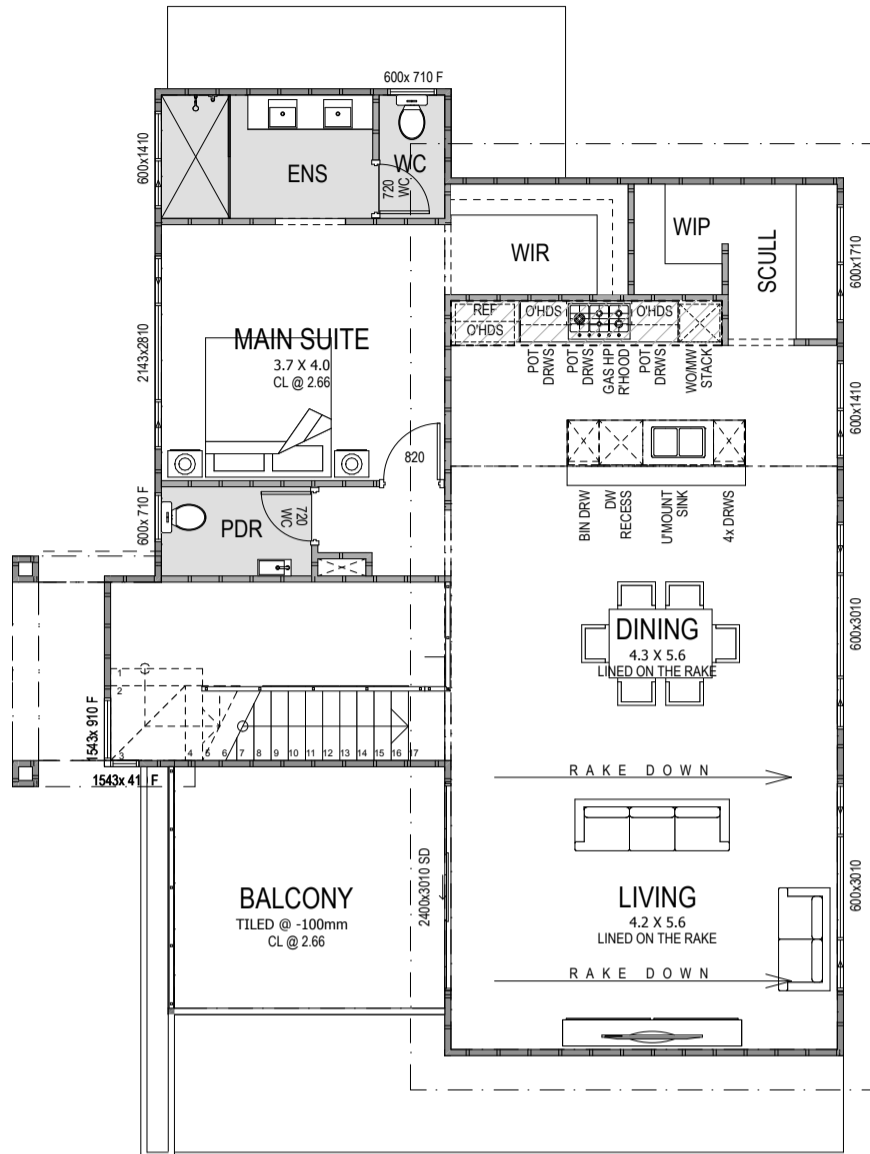 600x 710 F
600x1410
ENS
WC
720
WC
WIR
WIP
SCULL
600x1710
REF
O'HDS
O'HDS
O'HDS
MAIN SUITE
3.7 X 4.0
CL @ 2.66
2143x2810
POT
DRWS
POT
DRWS
GAS HP
R'HOOD
POT
DRWS
WO/MW
STACK
600x1410
820
BIN DRW
DW
RECESS
U'MOUNT
SINK
4x DRWS
600x 710 F
PDR
720
WC
DINING
4.3 X 5.6
LINED ON THE RAKE
600x3010
1
2
3
4
5
6
7
8
9
10
11
12
13
14
15
16
17
1543x 910 F
1543x 410 F
RAKE DOWN
BALCONY
TILED @ -100mm
CL @ 2.66
2400x3010 SD
LIVING
4.2 X 5.6
LINED ON THE RAKE
600x3010
RAKE DOWN